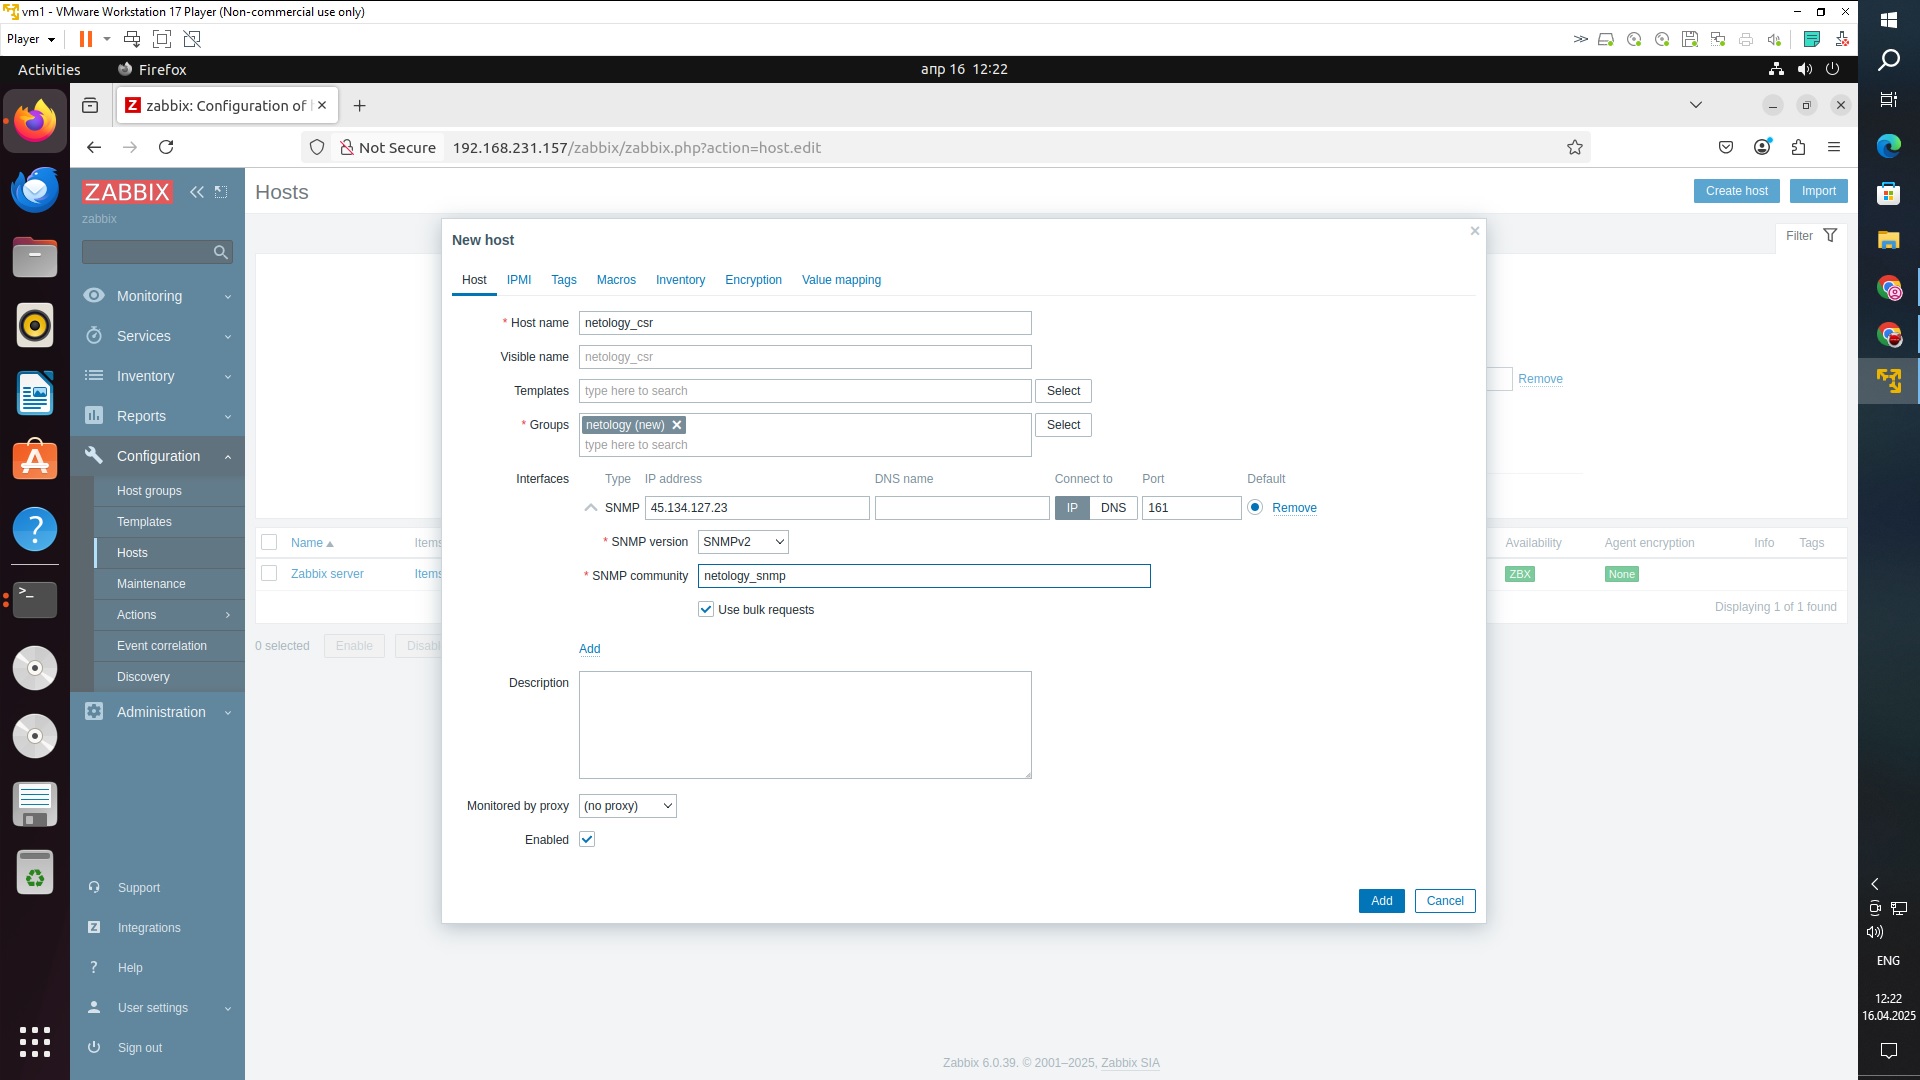 vm1 - VMware Workstation 17 Player (Non-commercial use only)
Player
Activities
Firefox
апр 16 12:22
Z zabbix: Configuration of
Not Secure
192.168.231.157/zabbix/zabbix.php?action=host.edit
ZABBIX
zabbix
Monitoring
Services
Inventory
Reports
Configuration
Host groups
Templates
Hosts
Maintenance
Actions
Event correlation
Discovery
Administration
Support
Z Integrations
? Help
User settings
Sign out
Hosts
Create host
Import
Filter
Remove
Name
Items
Availability
Agent encryption
Info
Tags
Zabbix server
Items
ZBX
None
Displaying 1 of 1 found
0 selected
Enable
New host
Host
IPMI
Tags
Macros
Inventory
Encryption
Value mapping
* Host name
netology_csr
Visible name
netology_csr
Templates
type here to search
Select
* Groups
netology (new)
type here to search
Select
Interfaces
Type
IP address
DNS name
Connect to
Port
Default
SNMP
45.134.127.23
IP
DNS
161
Remove
* SNMP version
SNMPv2
* SNMP community
netology_snmp
Use bulk requests
Add
Description
Monitored by proxy
(no proxy)
Enabled
Add
Cancel
Zabbix 6.0.39. © 2001–2025, Zabbix SIA
ENG
12:22
16.04.2025